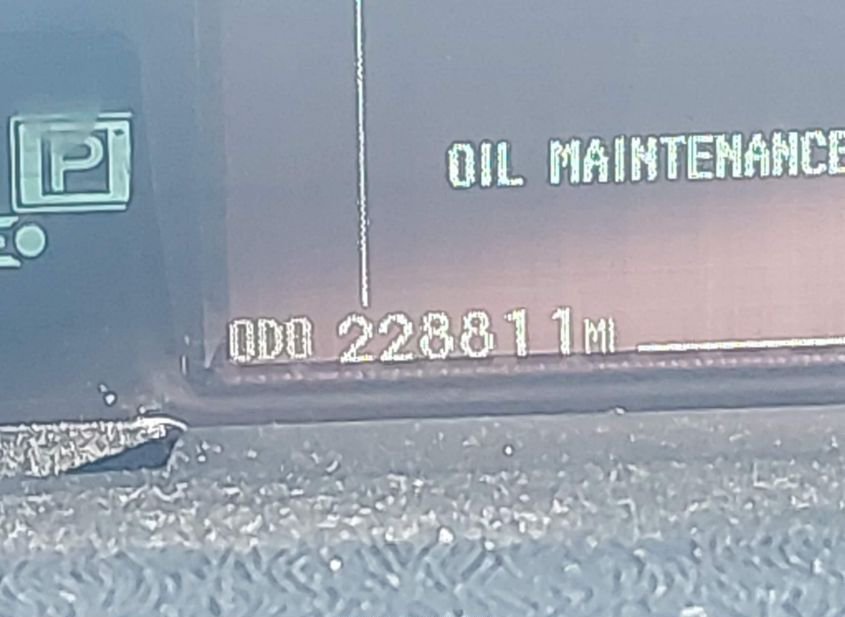 P
OIL MAINTENANCE
ODO 228811 MI